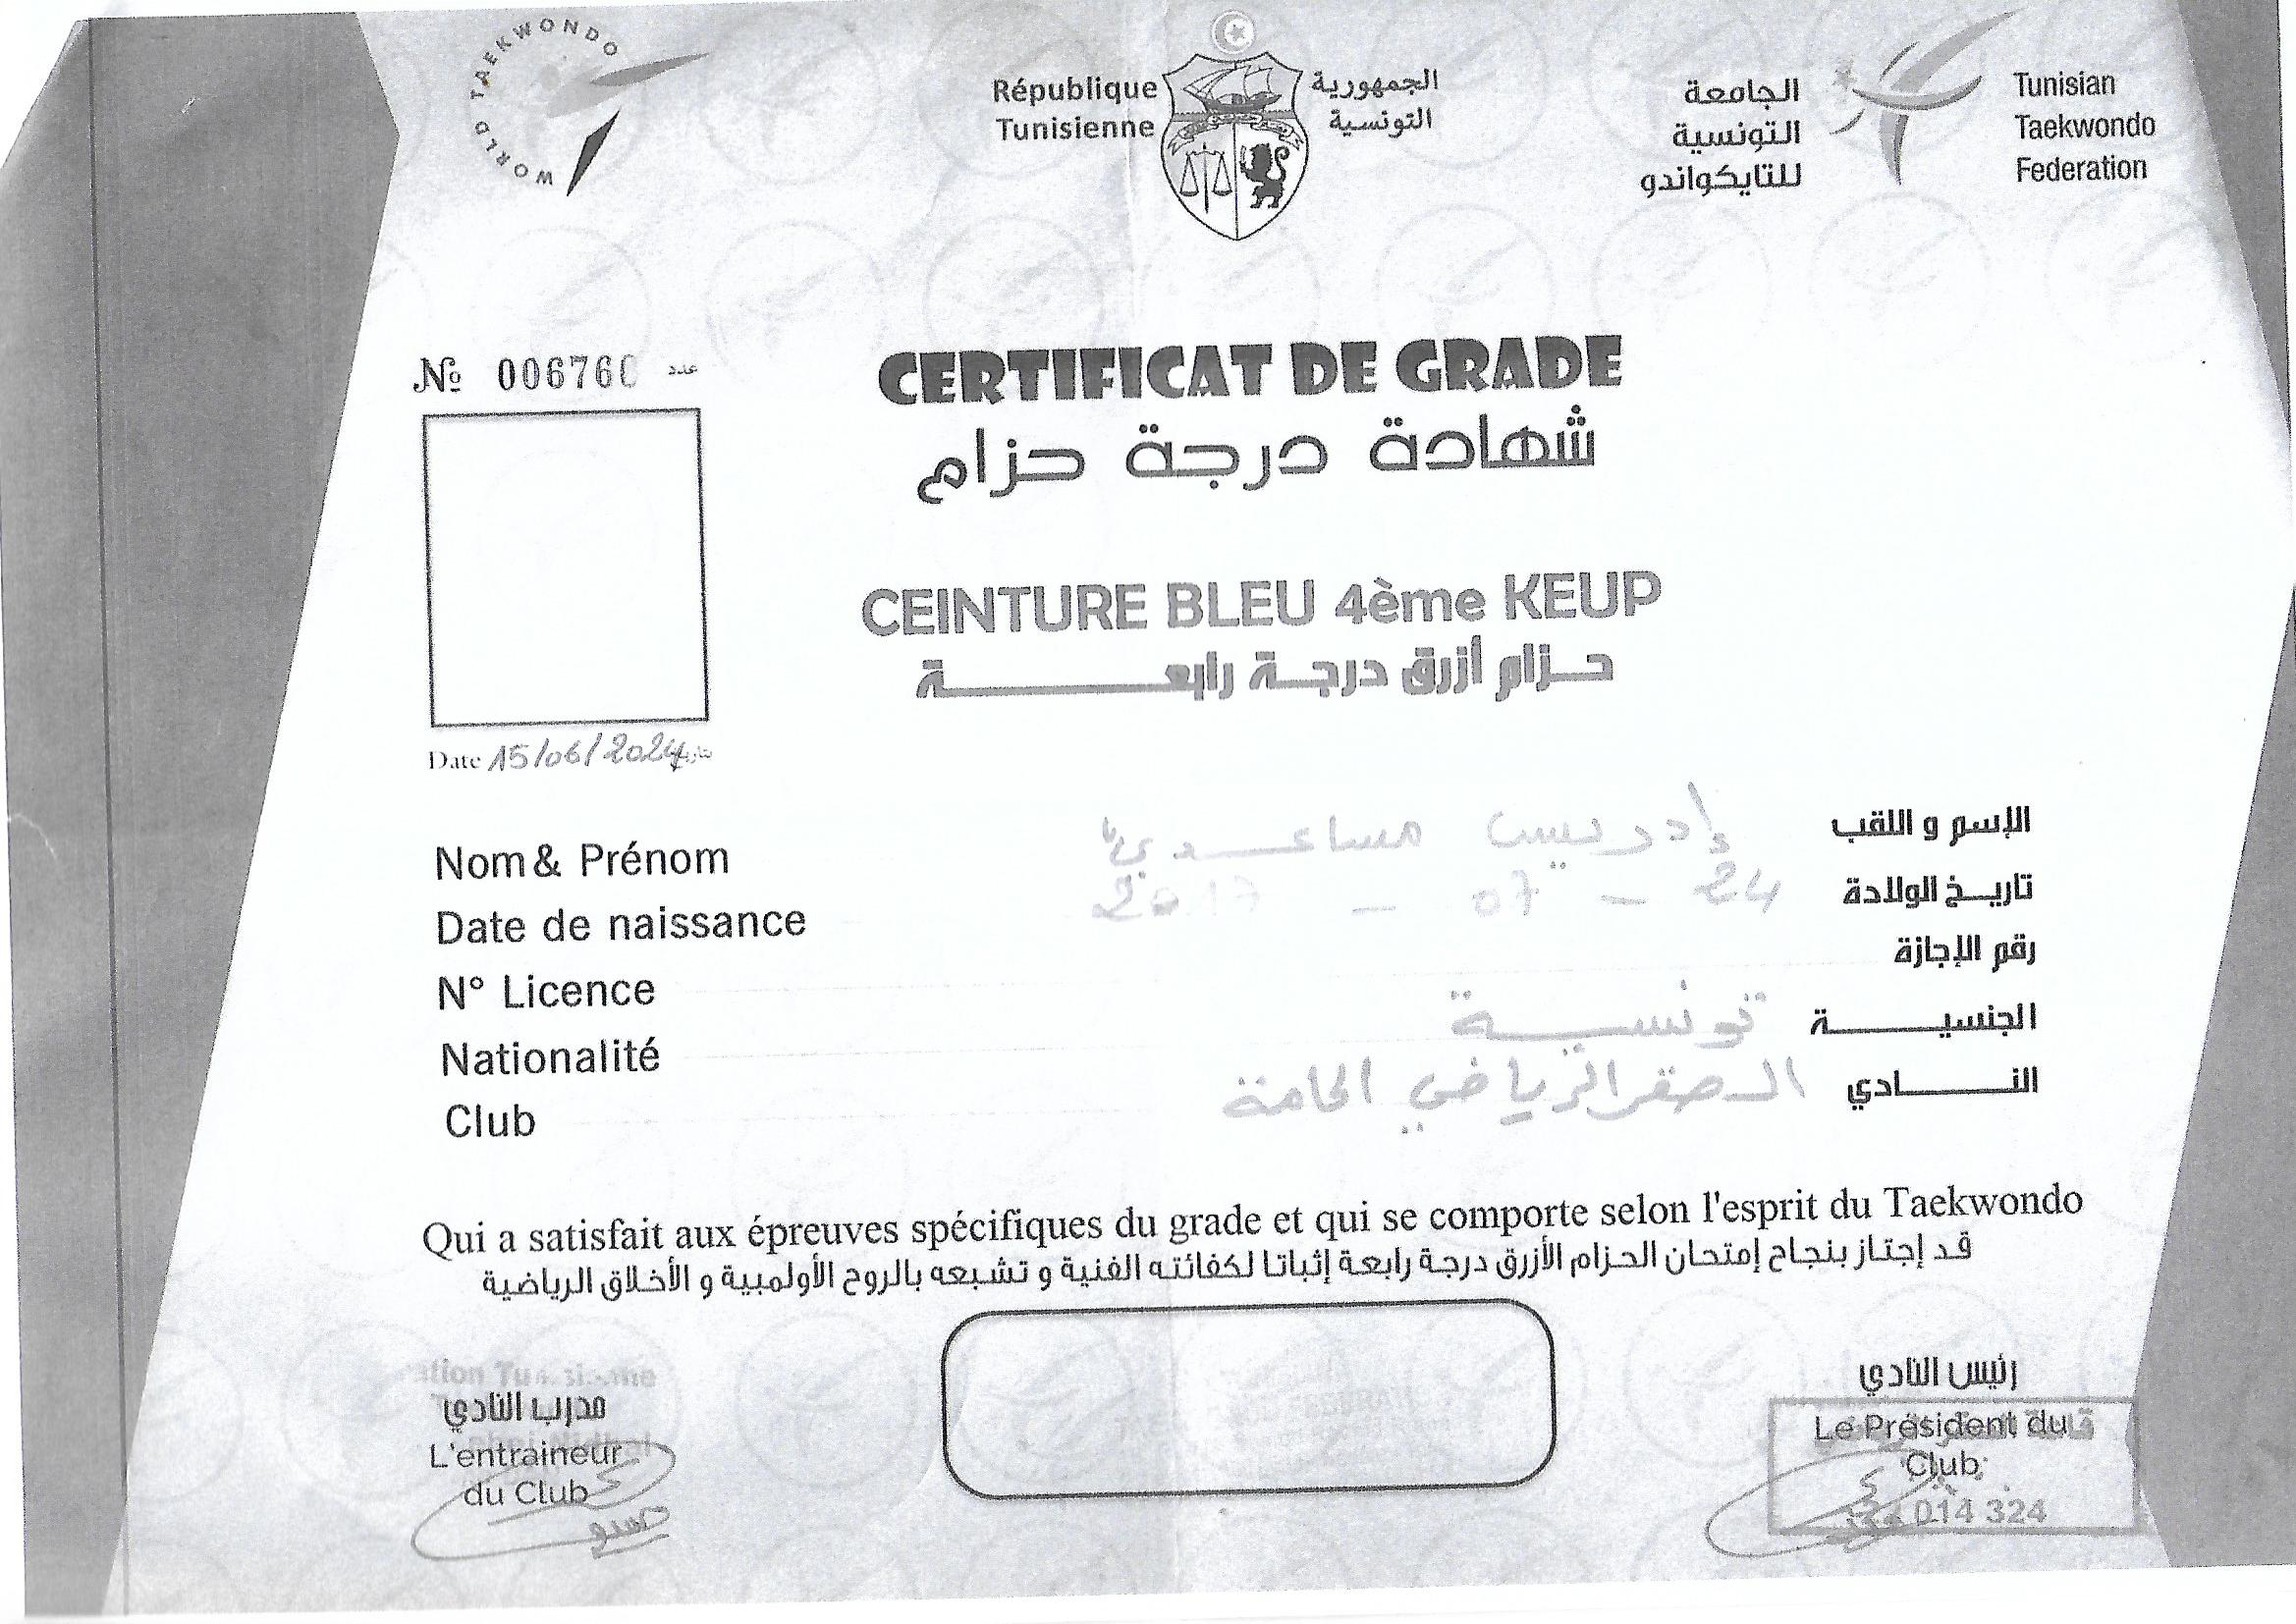 WORLD TAEKWONDO
République
Tunisienne
الجمهورية
التونسية
الجامعة
التونسية
للتايكواندو
Tunisian
Taekwondo
Federation
№ 006760 عدد
CERTIFICAT DE GRADE
شهادة درجة حزام
CEINTURE BLEU 4ème KEUP
حزام أزرق درجة رابعة
Date 15/06/2024 تاريخ
Nom & Prénom إدريس مساعدي الإسم و اللقب
Date de naissance 24 - 07 - 2017 تاريخ الولادة
N° Licence رقم الإجازة
Nationalité تونسية الجنسية
Club الصقر الرياضي الحامة النادي
Qui a satisfait aux épreuves spécifiques du grade et qui se comporte selon l'esprit du Taekwondo
قد إجتاز بنجاح إمتحان الحزام الأزرق درجة رابعة إثباتا لكفائته الفنية و تشبعه بالروح الأولمبية و الأخلاق الرياضية
مدرب النادي
L'entraineur
du Club
رئيس النادي
Le Président du
Club
014 324